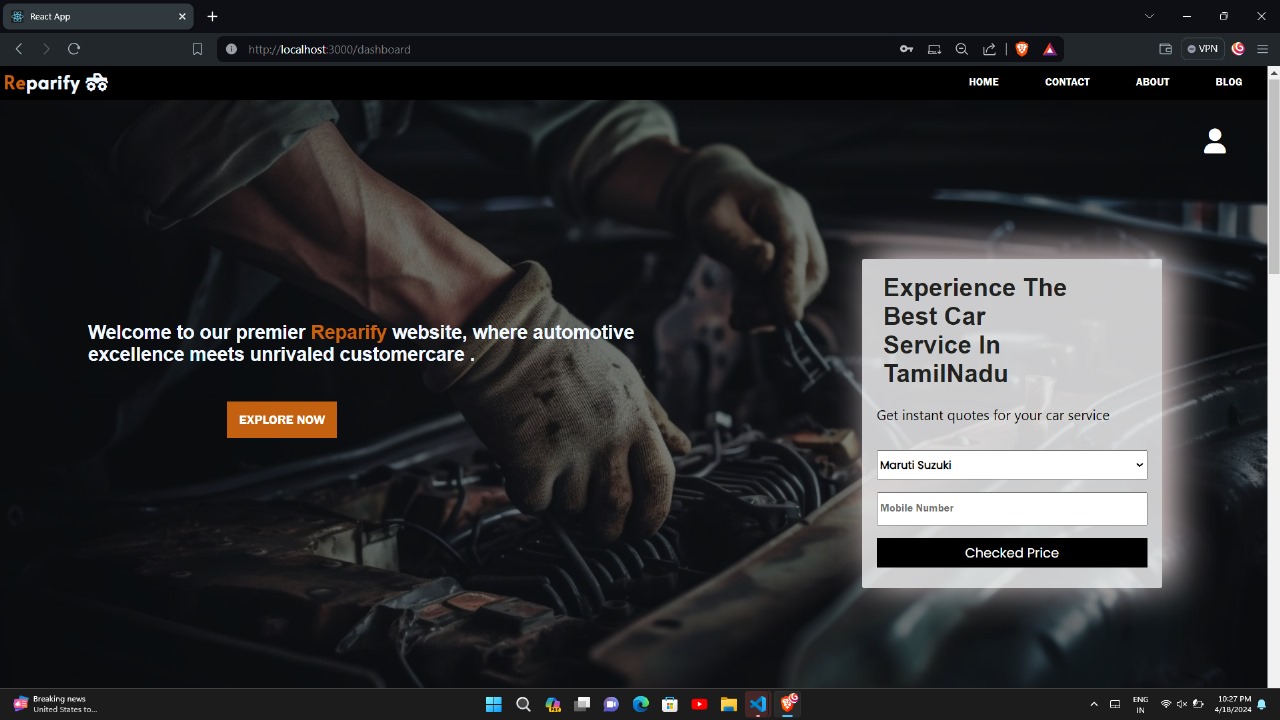 React App
http://localhost:3000/dashboard
VPN
Reparify
HOME
CONTACT
ABOUT
BLOG
Welcome to our premier Reparify website, where automotive
excellence meets unrivaled customercare .
EXPLORE NOW
Experience The
Best Car
Service In
TamilNadu
Get instant quotes for your car service
Maruti Suzuki
Mobile Number
Checked Price
Breaking news
United States to...
ENG
IN
10:27 PM
4/18/2024